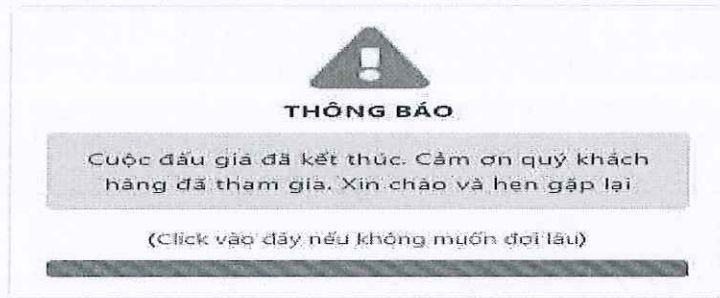 THÔNG BÁO
Cuộc đấu giá đã kết thúc. Cảm ơn quý khách
hàng đã tham gia. Xin chào và hẹn gặp lại
(Click vào đây nếu không muốn đợi lâu)